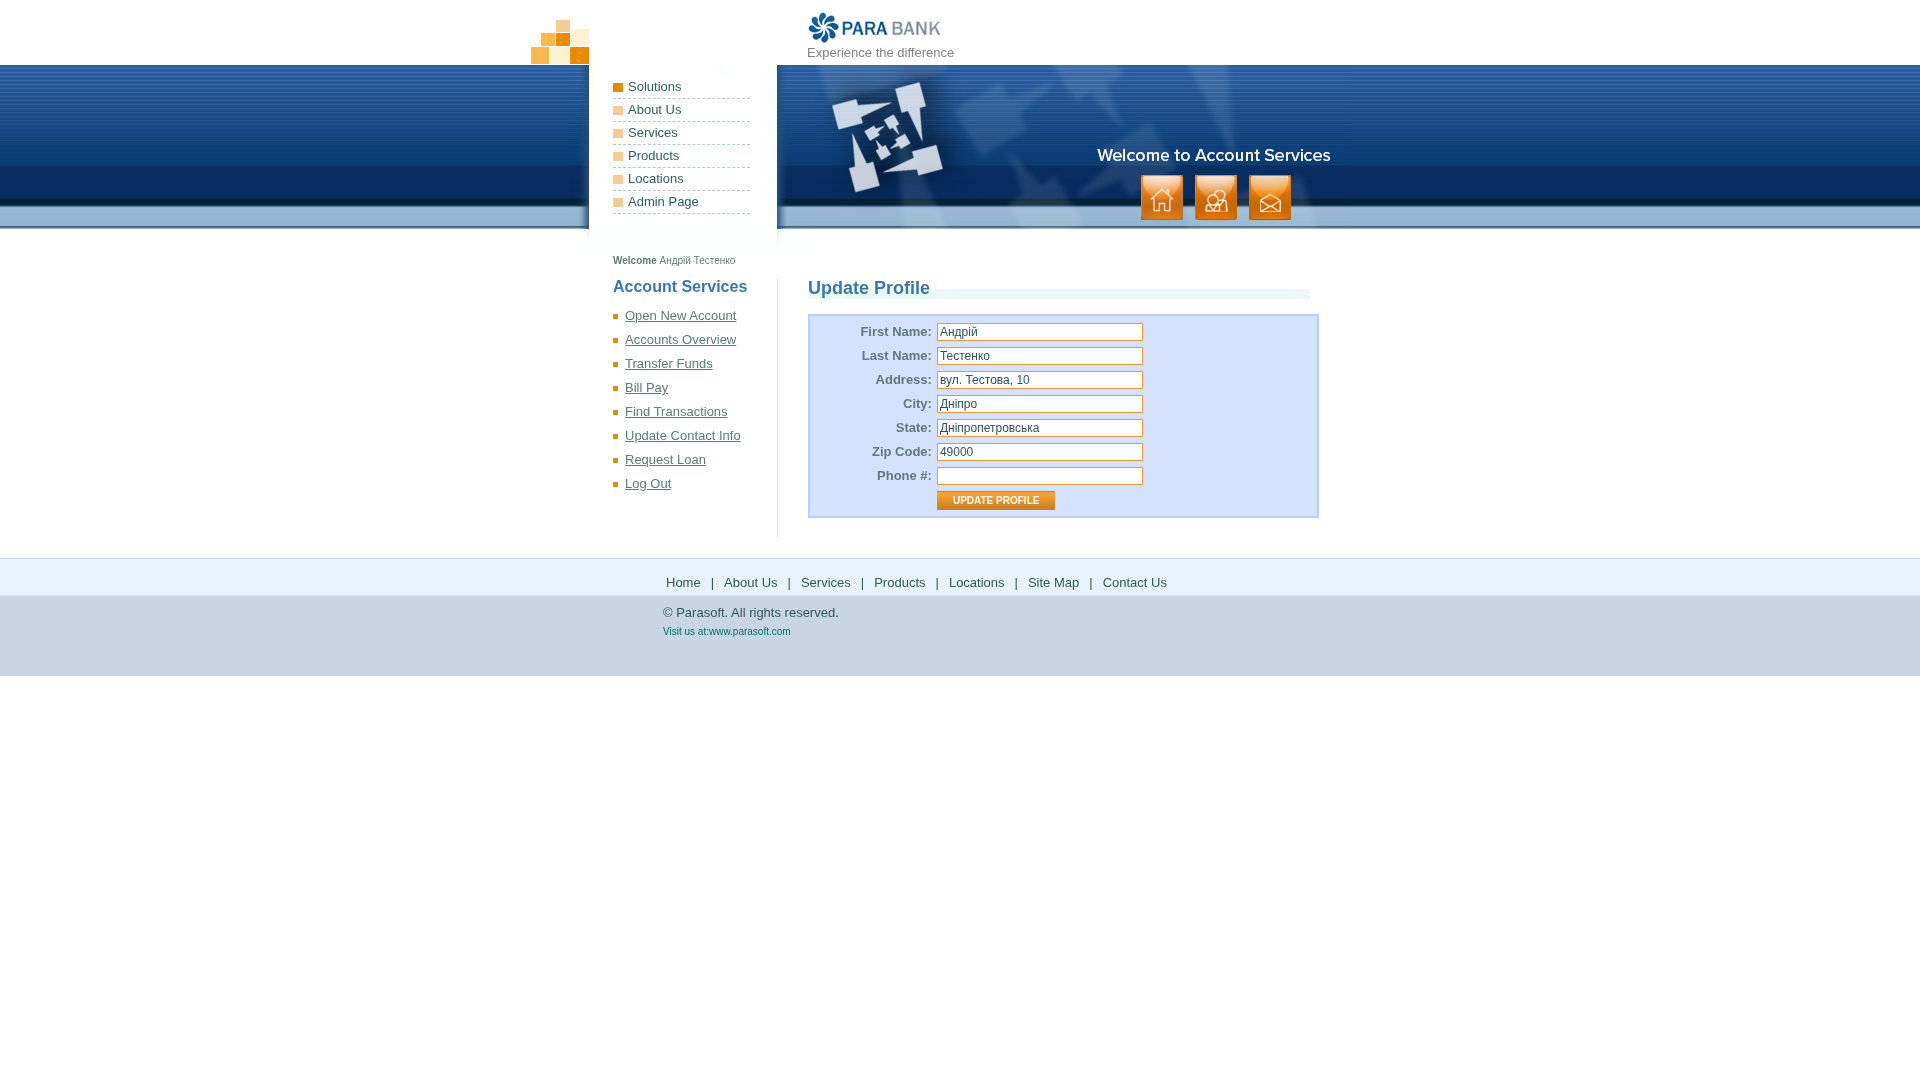 PARA BANK
Experience the difference
Solutions
About Us
Services
Products
Locations
Admin Page
Welcome to Account Services
Welcome Андрій Тестенко
Account Services
Open New Account
Accounts Overview
Transfer Funds
Bill Pay
Find Transactions
Update Contact Info
Request Loan
Log Out
Update Profile
First Name: Андрій
Last Name: Тестенко
Address: вул. Тестова, 10
City: Дніпро
State: Дніпропетровська
Zip Code: 49000
Phone #:
UPDATE PROFILE
Home | About Us | Services | Products | Locations | Site Map | Contact Us
© Parasoft. All rights reserved.
Visit us at:www.parasoft.com